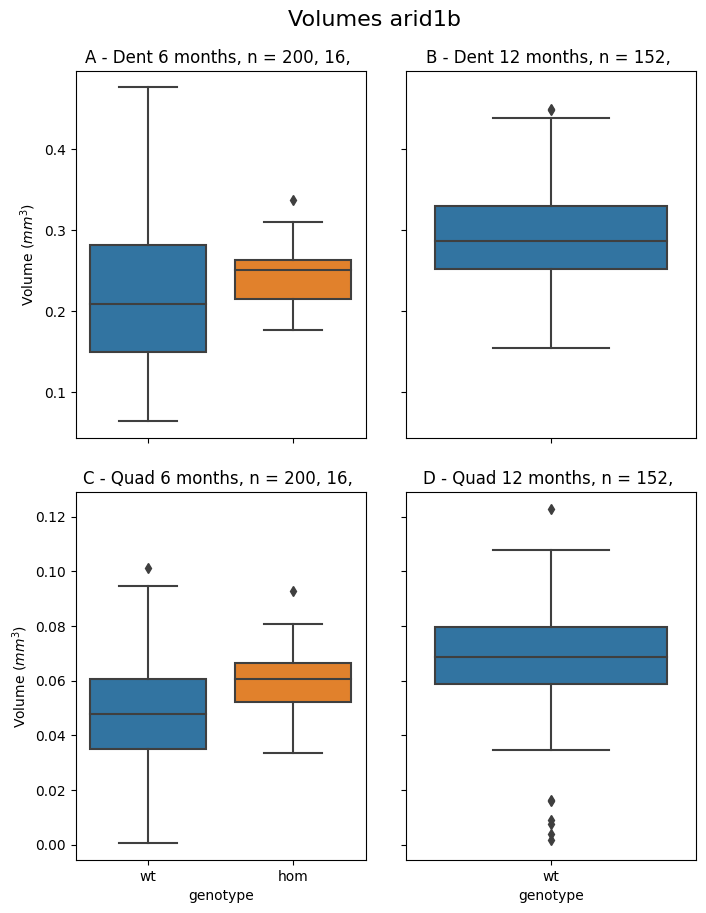 Volumes arid1b
A - Dent 6 months, n = 200, 16,
B - Dent 12 months, n = 152,
0.4
0.3
0.2
0.1
Volume (mm³)
C - Quad 6 months, n = 200, 16,
D - Quad 12 months, n = 152,
0.12
0.10
0.08
0.06
0.04
0.02
0.00
Volume (mm³)
wt
hom
wt
genotype
genotype